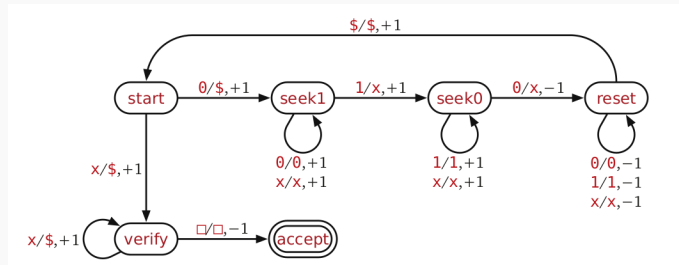 $/$,+1
start
0/$,+1
seek1
1/x,+1
seek0
0/x,−1
reset
x/$,+1
0/0,+1
x/x,+1
1/1,+1
x/x,+1
0/0,−1
1/1,−1
x/x,−1
x/$,+1
verify
□/□,−1
accept